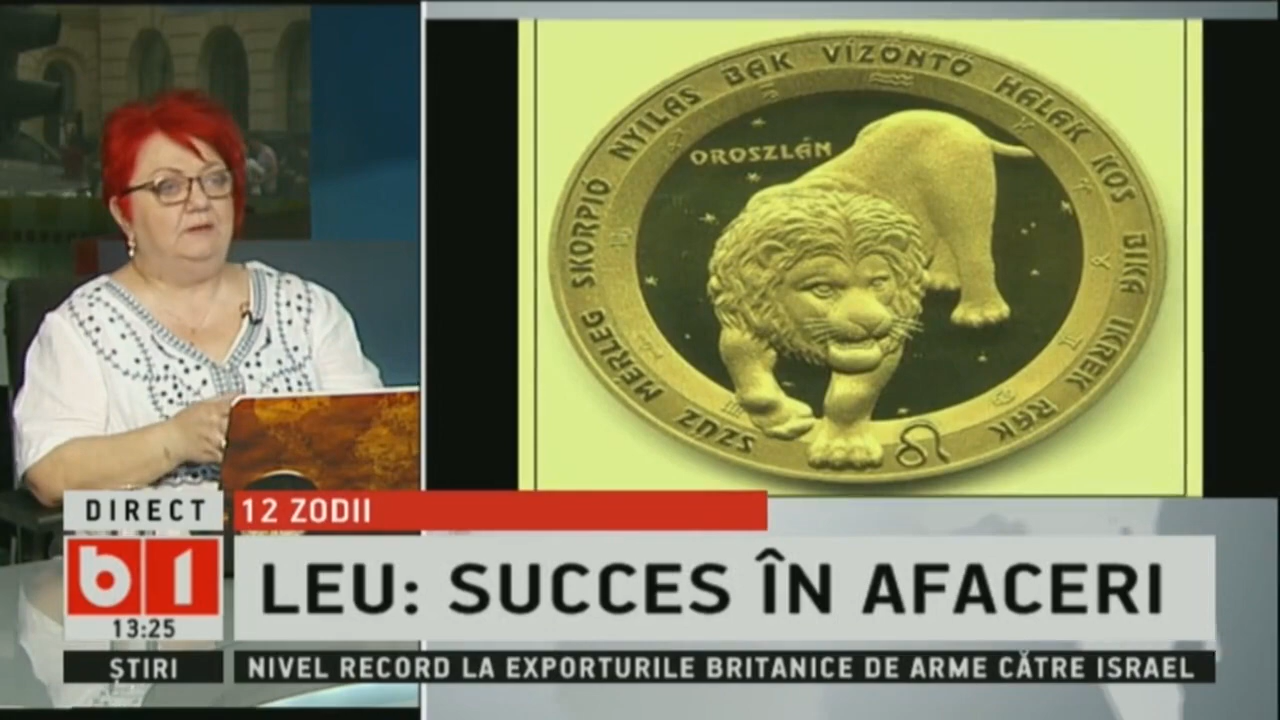 SZŰZ MÉRLEG SKORPIÓ NYILAS BAK VÍZÖNTŐ HALAK KOS BIKA IKREK RÁK
OROSZLÁN
DIRECT
12 ZODII
b1
LEU: SUCCES ÎN AFACERI
13:25
ȘTIRI
NIVEL RECORD LA EXPORTURILE BRITANICE DE ARME CĂTRE ISRAEL